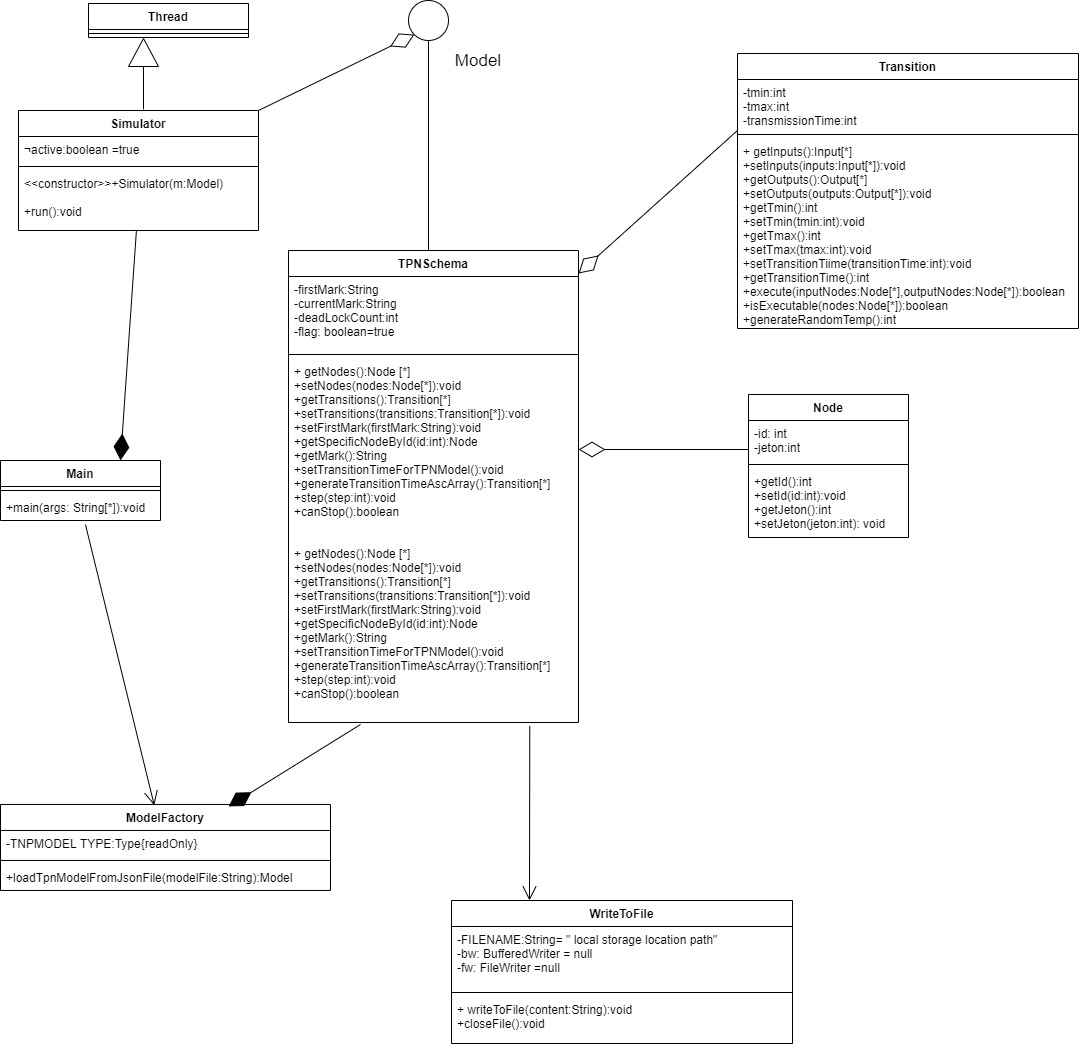 Thread
Model
Simulator
¬active:boolean =true
<<constructor>>+Simulator(m:Model)
+run():void
Transition
-tmin:int
-tmax:int
-transmissionTime:int
+ getInputs():Input[*]
+setInputs(inputs:Input[*]):void
+getOutputs():Output[*]
+setOutputs(outputs:Output[*]):void
+getTmin():int
+setTmin(tmin:int):void
+getTmax():int
+setTmax(tmax:int):void
+setTransitionTiime(transitionTime:int):void
+getTransitionTime():int
+execute(inputNodes:Node[*],outputNodes:Node[*]):boolean
+isExecutable(nodes:Node[*]):boolean
+generateRandomTemp():int
TPNSchema
-firstMark:String
-currentMark:String
-deadLockCount:int
-flag: boolean=true
+ getNodes():Node [*]
+setNodes(nodes:Node[*]):void
+getTransitions():Transition[*]
+setTransitions(transitions:Transition[*]):void
+setFirstMark(firstMark:String):void
+getSpecificNodeById(id:int):Node
+getMark():String
+setTransitionTimeForTPNModel():void
+generateTransitionTimeAscArray():Transition[*]
+step(step:int):void
+canStop():boolean
+ getNodes():Node [*]
+setNodes(nodes:Node[*]):void
+getTransitions():Transition[*]
+setTransitions(transitions:Transition[*]):void
+setFirstMark(firstMark:String):void
+getSpecificNodeById(id:int):Node
+getMark():String
+setTransitionTimeForTPNModel():void
+generateTransitionTimeAscArray():Transition[*]
+step(step:int):void
+canStop():boolean
Node
-id: int
-jeton:int
+getId():int
+setId(id:int):void
+getJeton():int
+setJeton(jeton:int): void
Main
+main(args: String[*]):void
ModelFactory
-TNPMODEL TYPE:Type{readOnly}
+loadTpnModelFromJsonFile(modelFile:String):Model
WriteToFile
-FILENAME:String= " local storage location path"
-bw: BufferedWriter = null
-fw: FileWriter =null
+ writeToFile(content:String):void
+closeFile():void